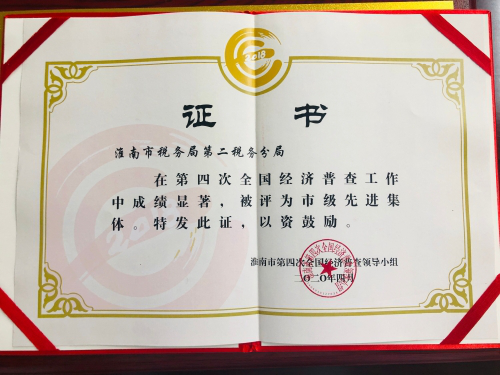 2018
证书
淮南市税务局第二税务分局
在第四次全国经济普查工作
中成绩显著，被评为市级先进集
体。特发此证，以资鼓励。
淮南市第四次全国经济普查领导小组
二〇二〇年四月